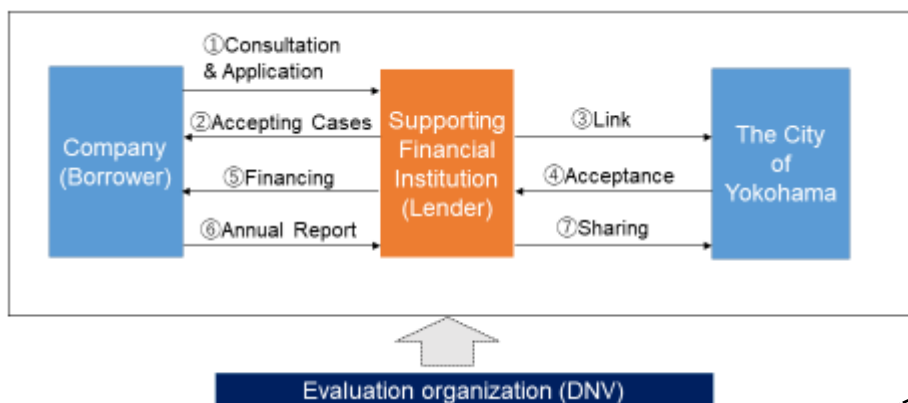 ①Consultation
& Application
②Accepting Cases
⑤Financing
⑥Annual Report
Company
(Borrower)
Supporting
Financial
Institution
(Lender)
③Link
④Acceptance
⑦Sharing
The City
of
Yokohama
Evaluation organization (DNV)